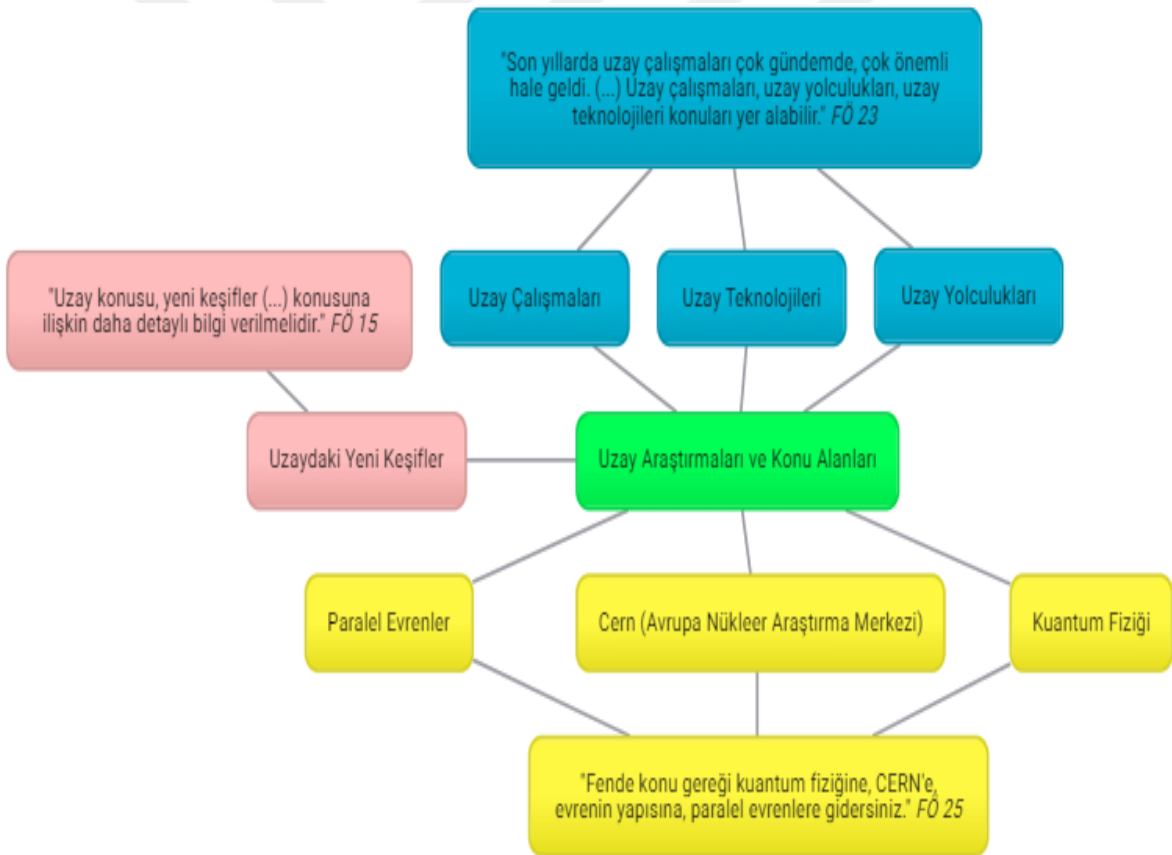 "Son yıllarda uzay çalışmaları çok gündemde, çok önemli
hale geldi. (...) Uzay çalışmaları, uzay yolculukları, uzay
teknolojileri konuları yer alabilir." FÖ 23
Uzay Çalışmaları
Uzay Teknolojileri
Uzay Yolculukları
"Uzay konusu, yeni keşifler (...) konusuna
ilişkin daha detaylı bilgi verilmelidir." FÖ 15
Uzaydaki Yeni Keşifler
Uzay Araştırmaları ve Konu Alanları
Paralel Evrenler
Cern (Avrupa Nükleer Araştırma Merkezi)
Kuantum Fiziği
"Fende konu gereği kuantum fiziğine, CERN'e,
evrenin yapısına, paralel evrenlere gidersiniz." FÖ 25